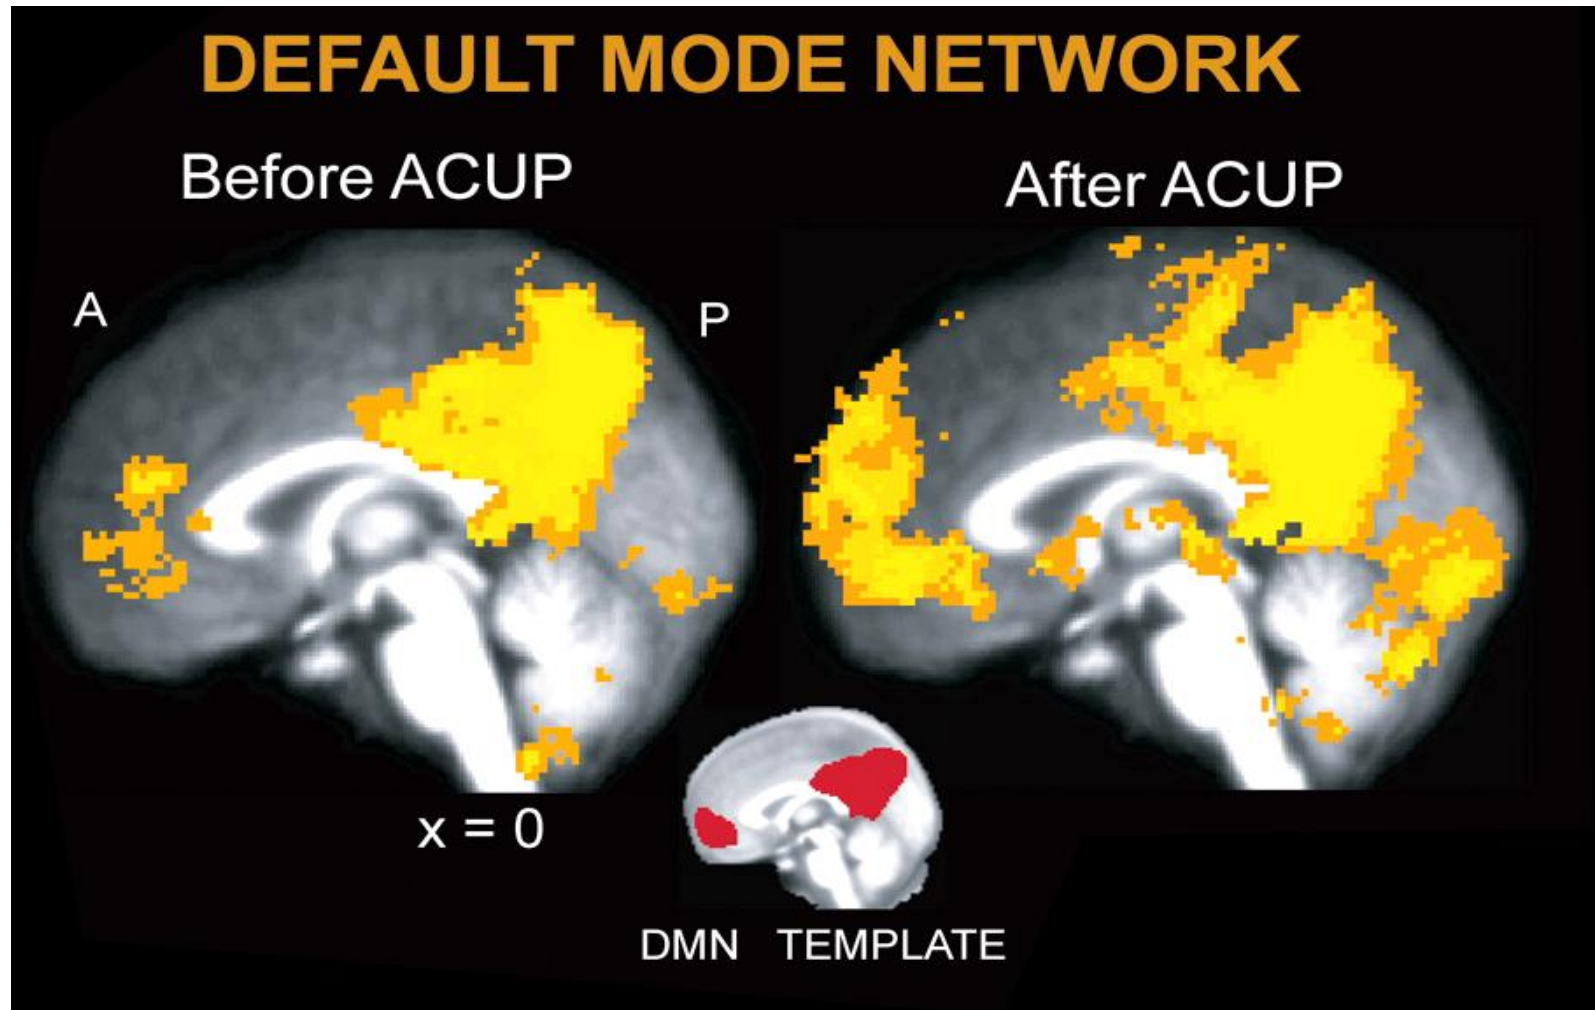 DEFAULT MODE NETWORK
Before ACUP
After ACUP
A
P
x = 0
DMN TEMPLATE